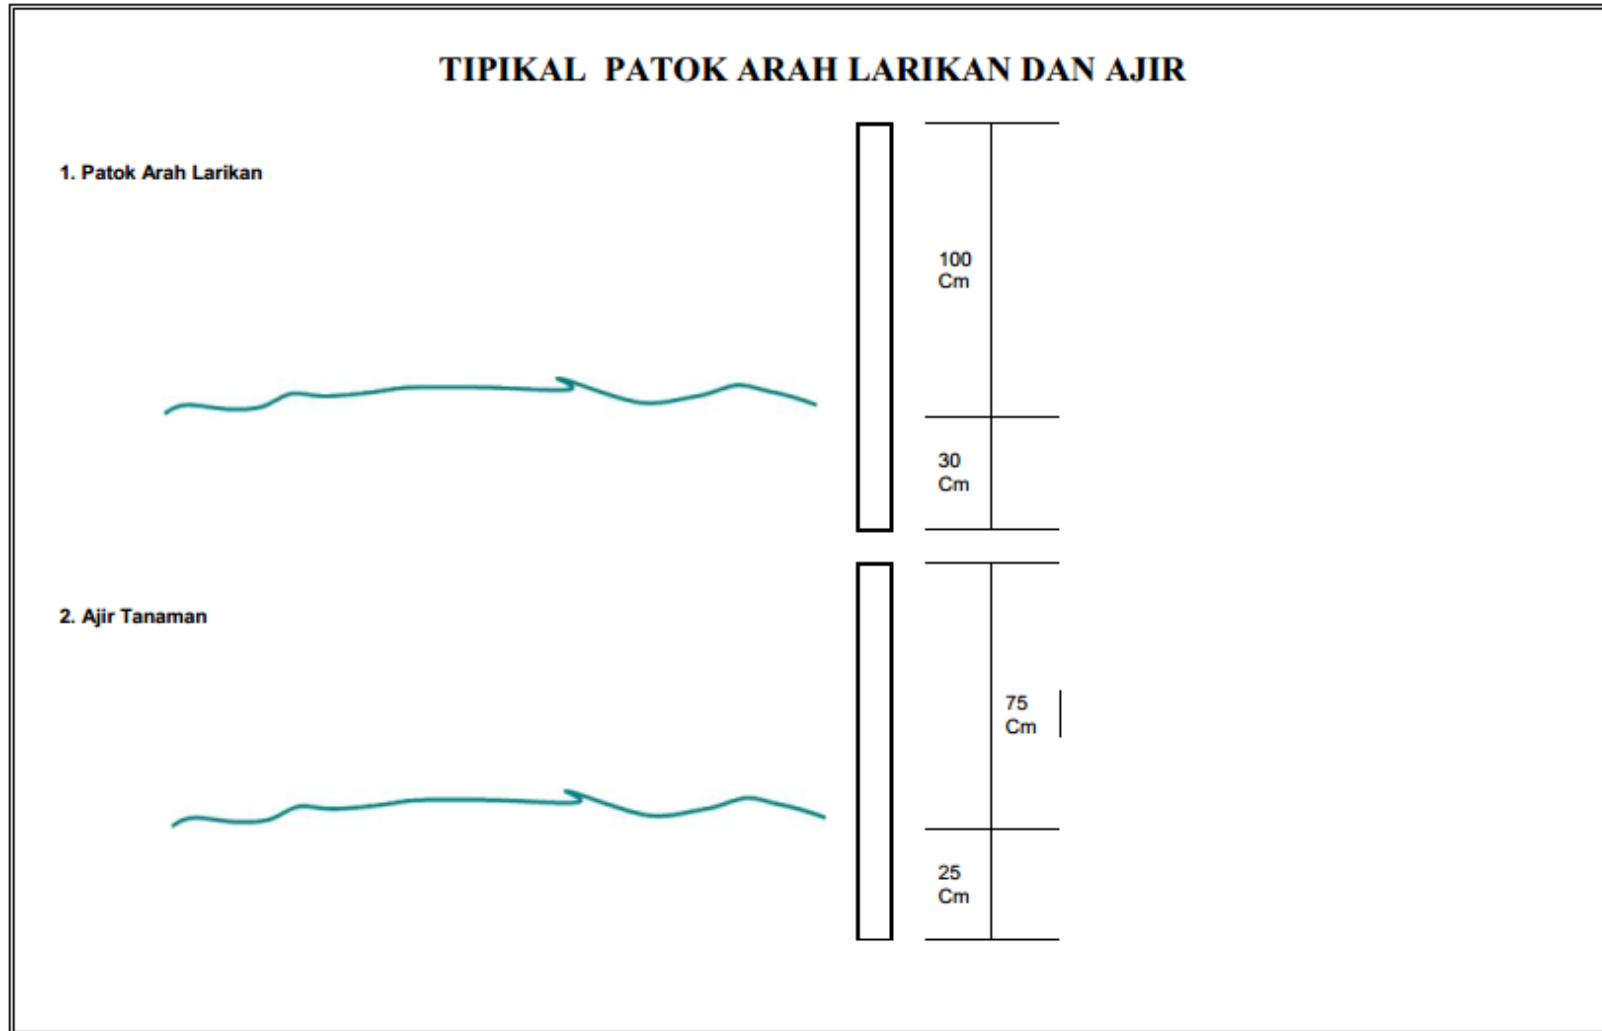 TIPIKAL PATOK ARAH LARIKAN DAN AJIR
1. Patok Arah Larikan
100
Cm
30
Cm
2. Ajir Tanaman
75
Cm
25
Cm